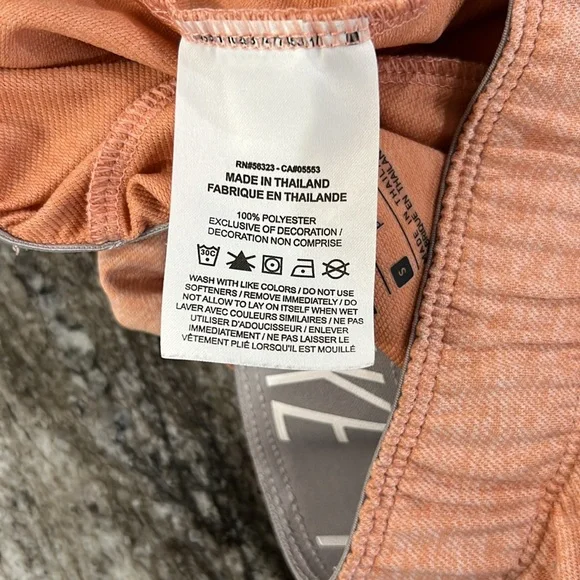 RN#56323 - CA#05553
MADE IN THAILAND
FABRIQUE EN THAILANDE
100% POLYESTER
EXCLUSIVE OF DECORATION /
DECORATION NON COMPRISE
30C
WASH WITH LIKE COLORS / DO NOT USE
SOFTENERS / REMOVE IMMEDIATELY / DO
NOT ALLOW TO LAY ON ITSELF WHEN WET
LAVER AVEC COULEURS SIMILAIRES / NE PAS
UTILISER D'ADOUCISSEUR / ENLEVER
IMMEDIATEMENT / NE PAS LAISSER LE
VÊTEMENT PLIÉ LORSQU'IL EST MOUILLÉ
S
KE